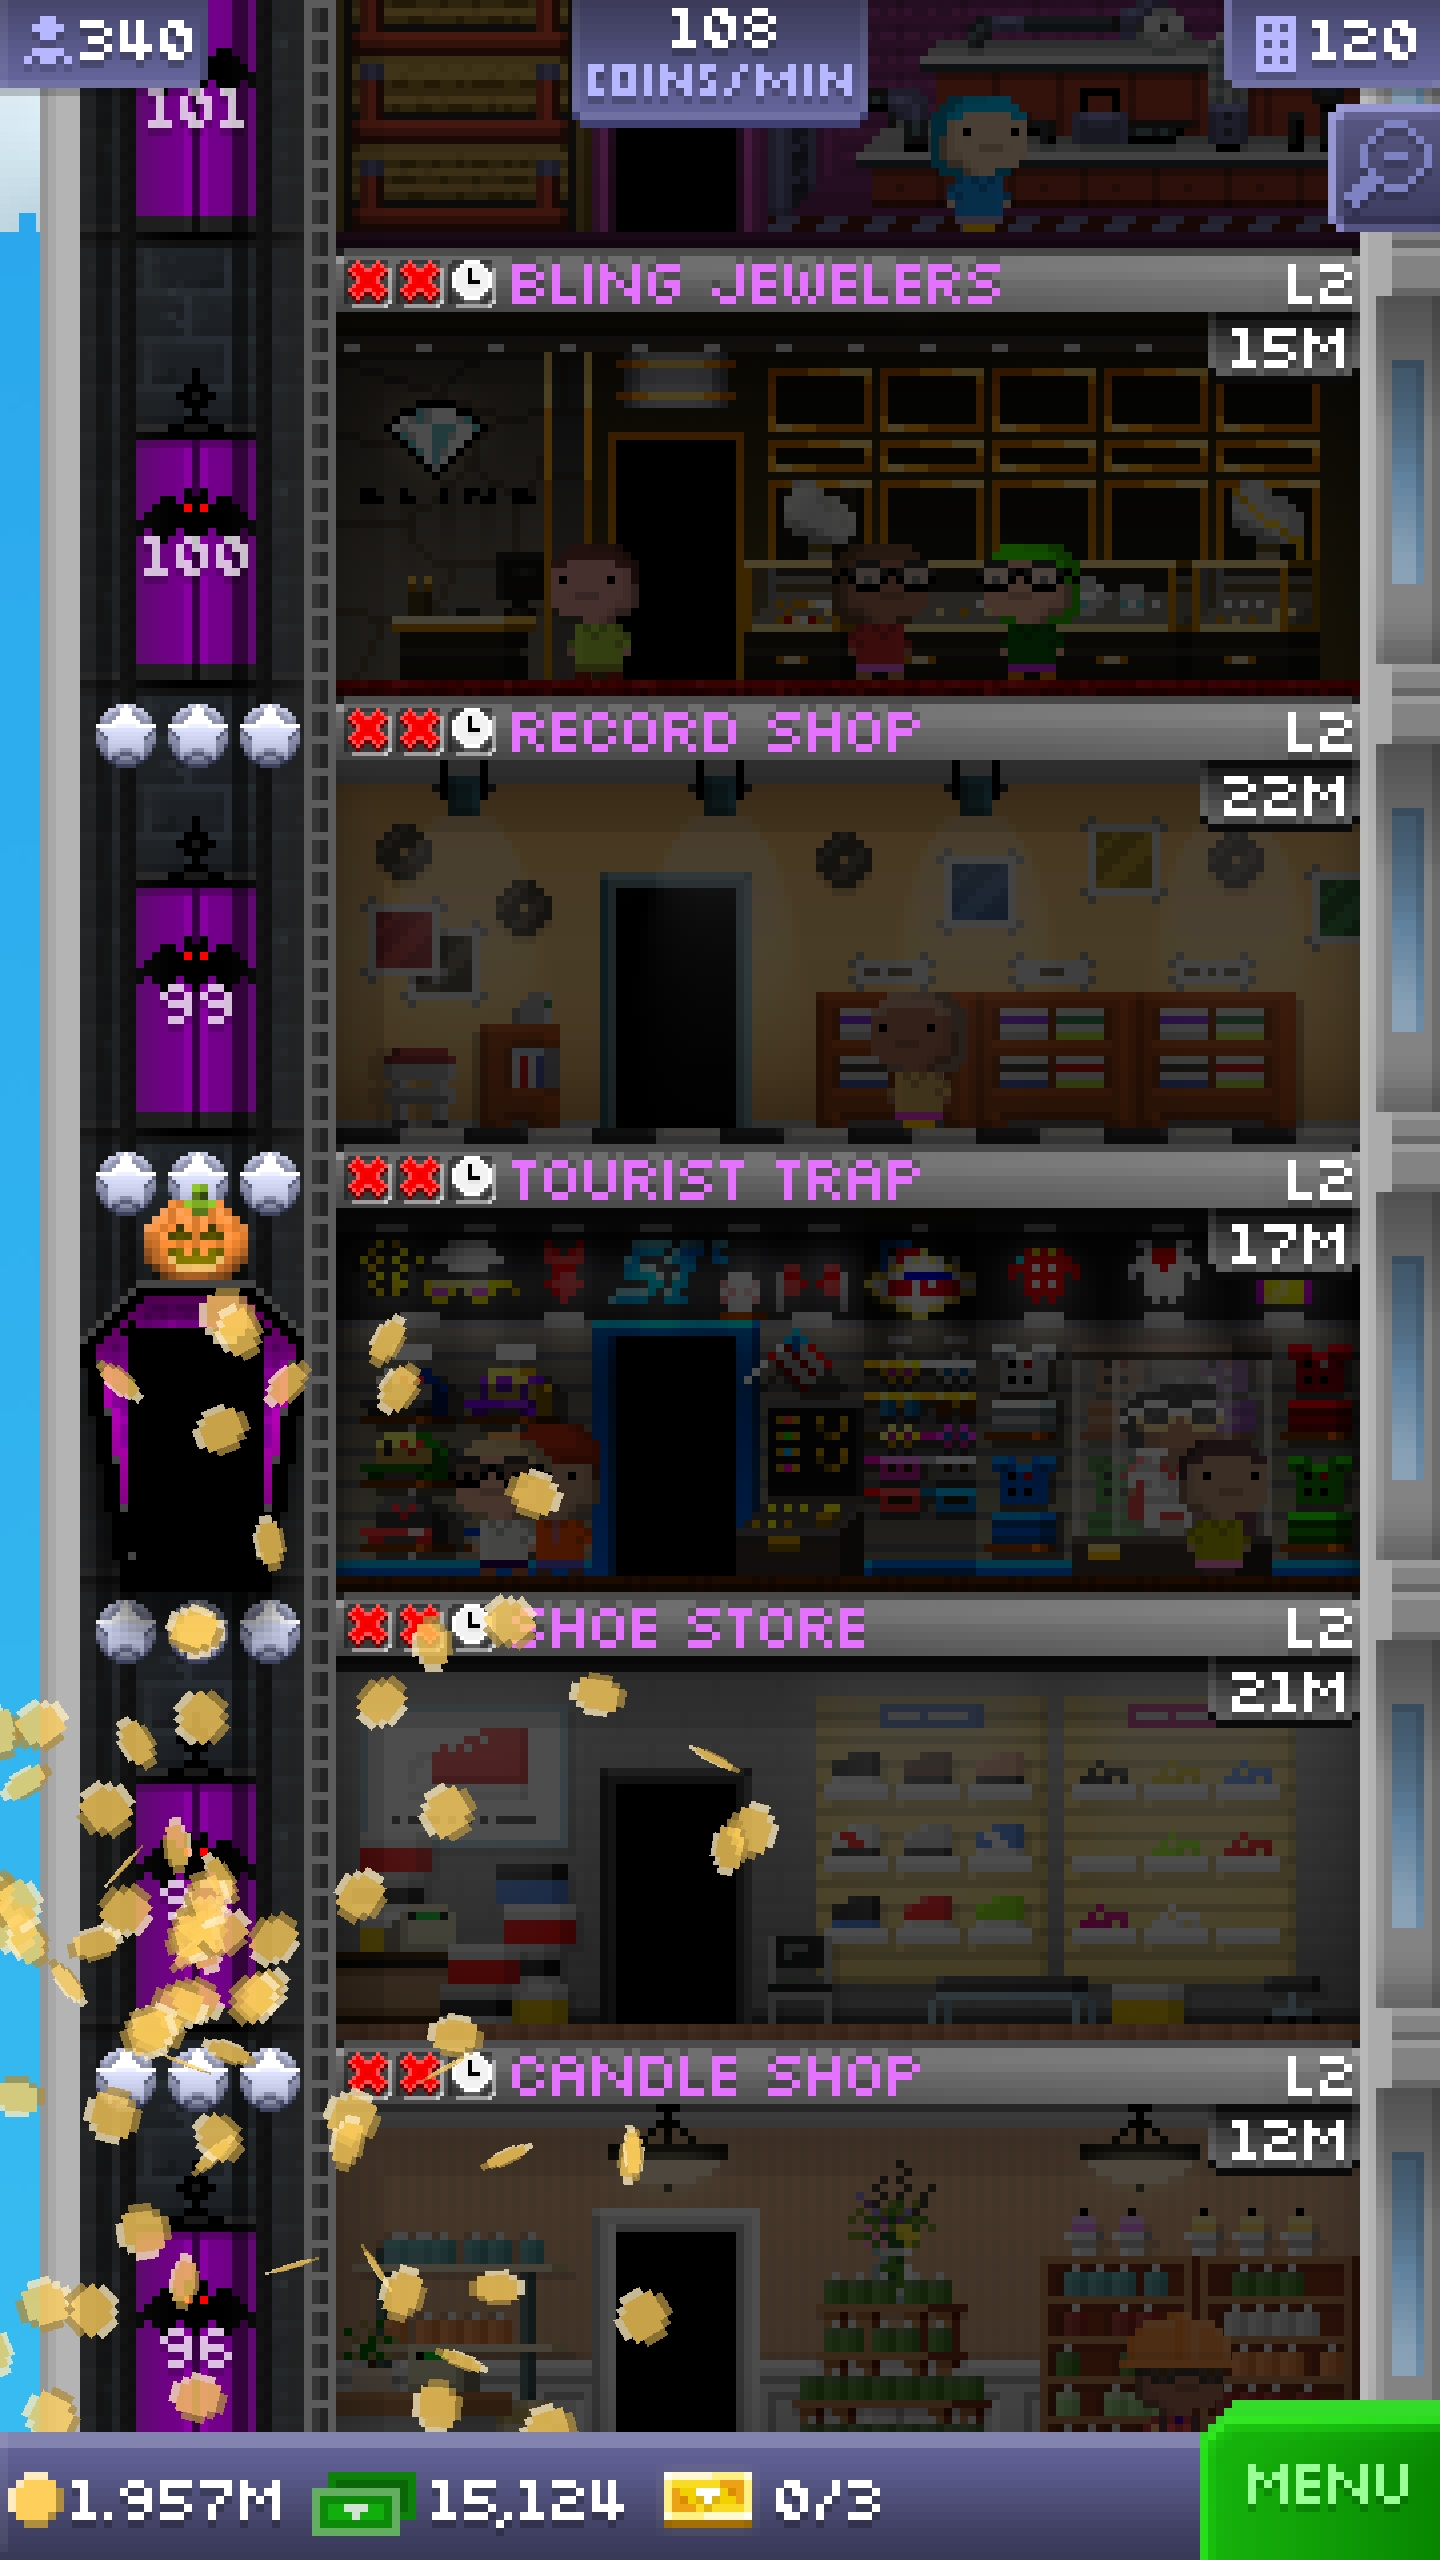 340
108
COINS/MIN
120
101
BLING JEWELERS
L2
15M
BLING
100
RECORD SHOP
L2
22M
99
TOURIST TRAP
L2
17M
SHOE STORE
L2
21M
CANDLE SHOP
L2
12M
96
1.957M
15,124
0/3
MENU